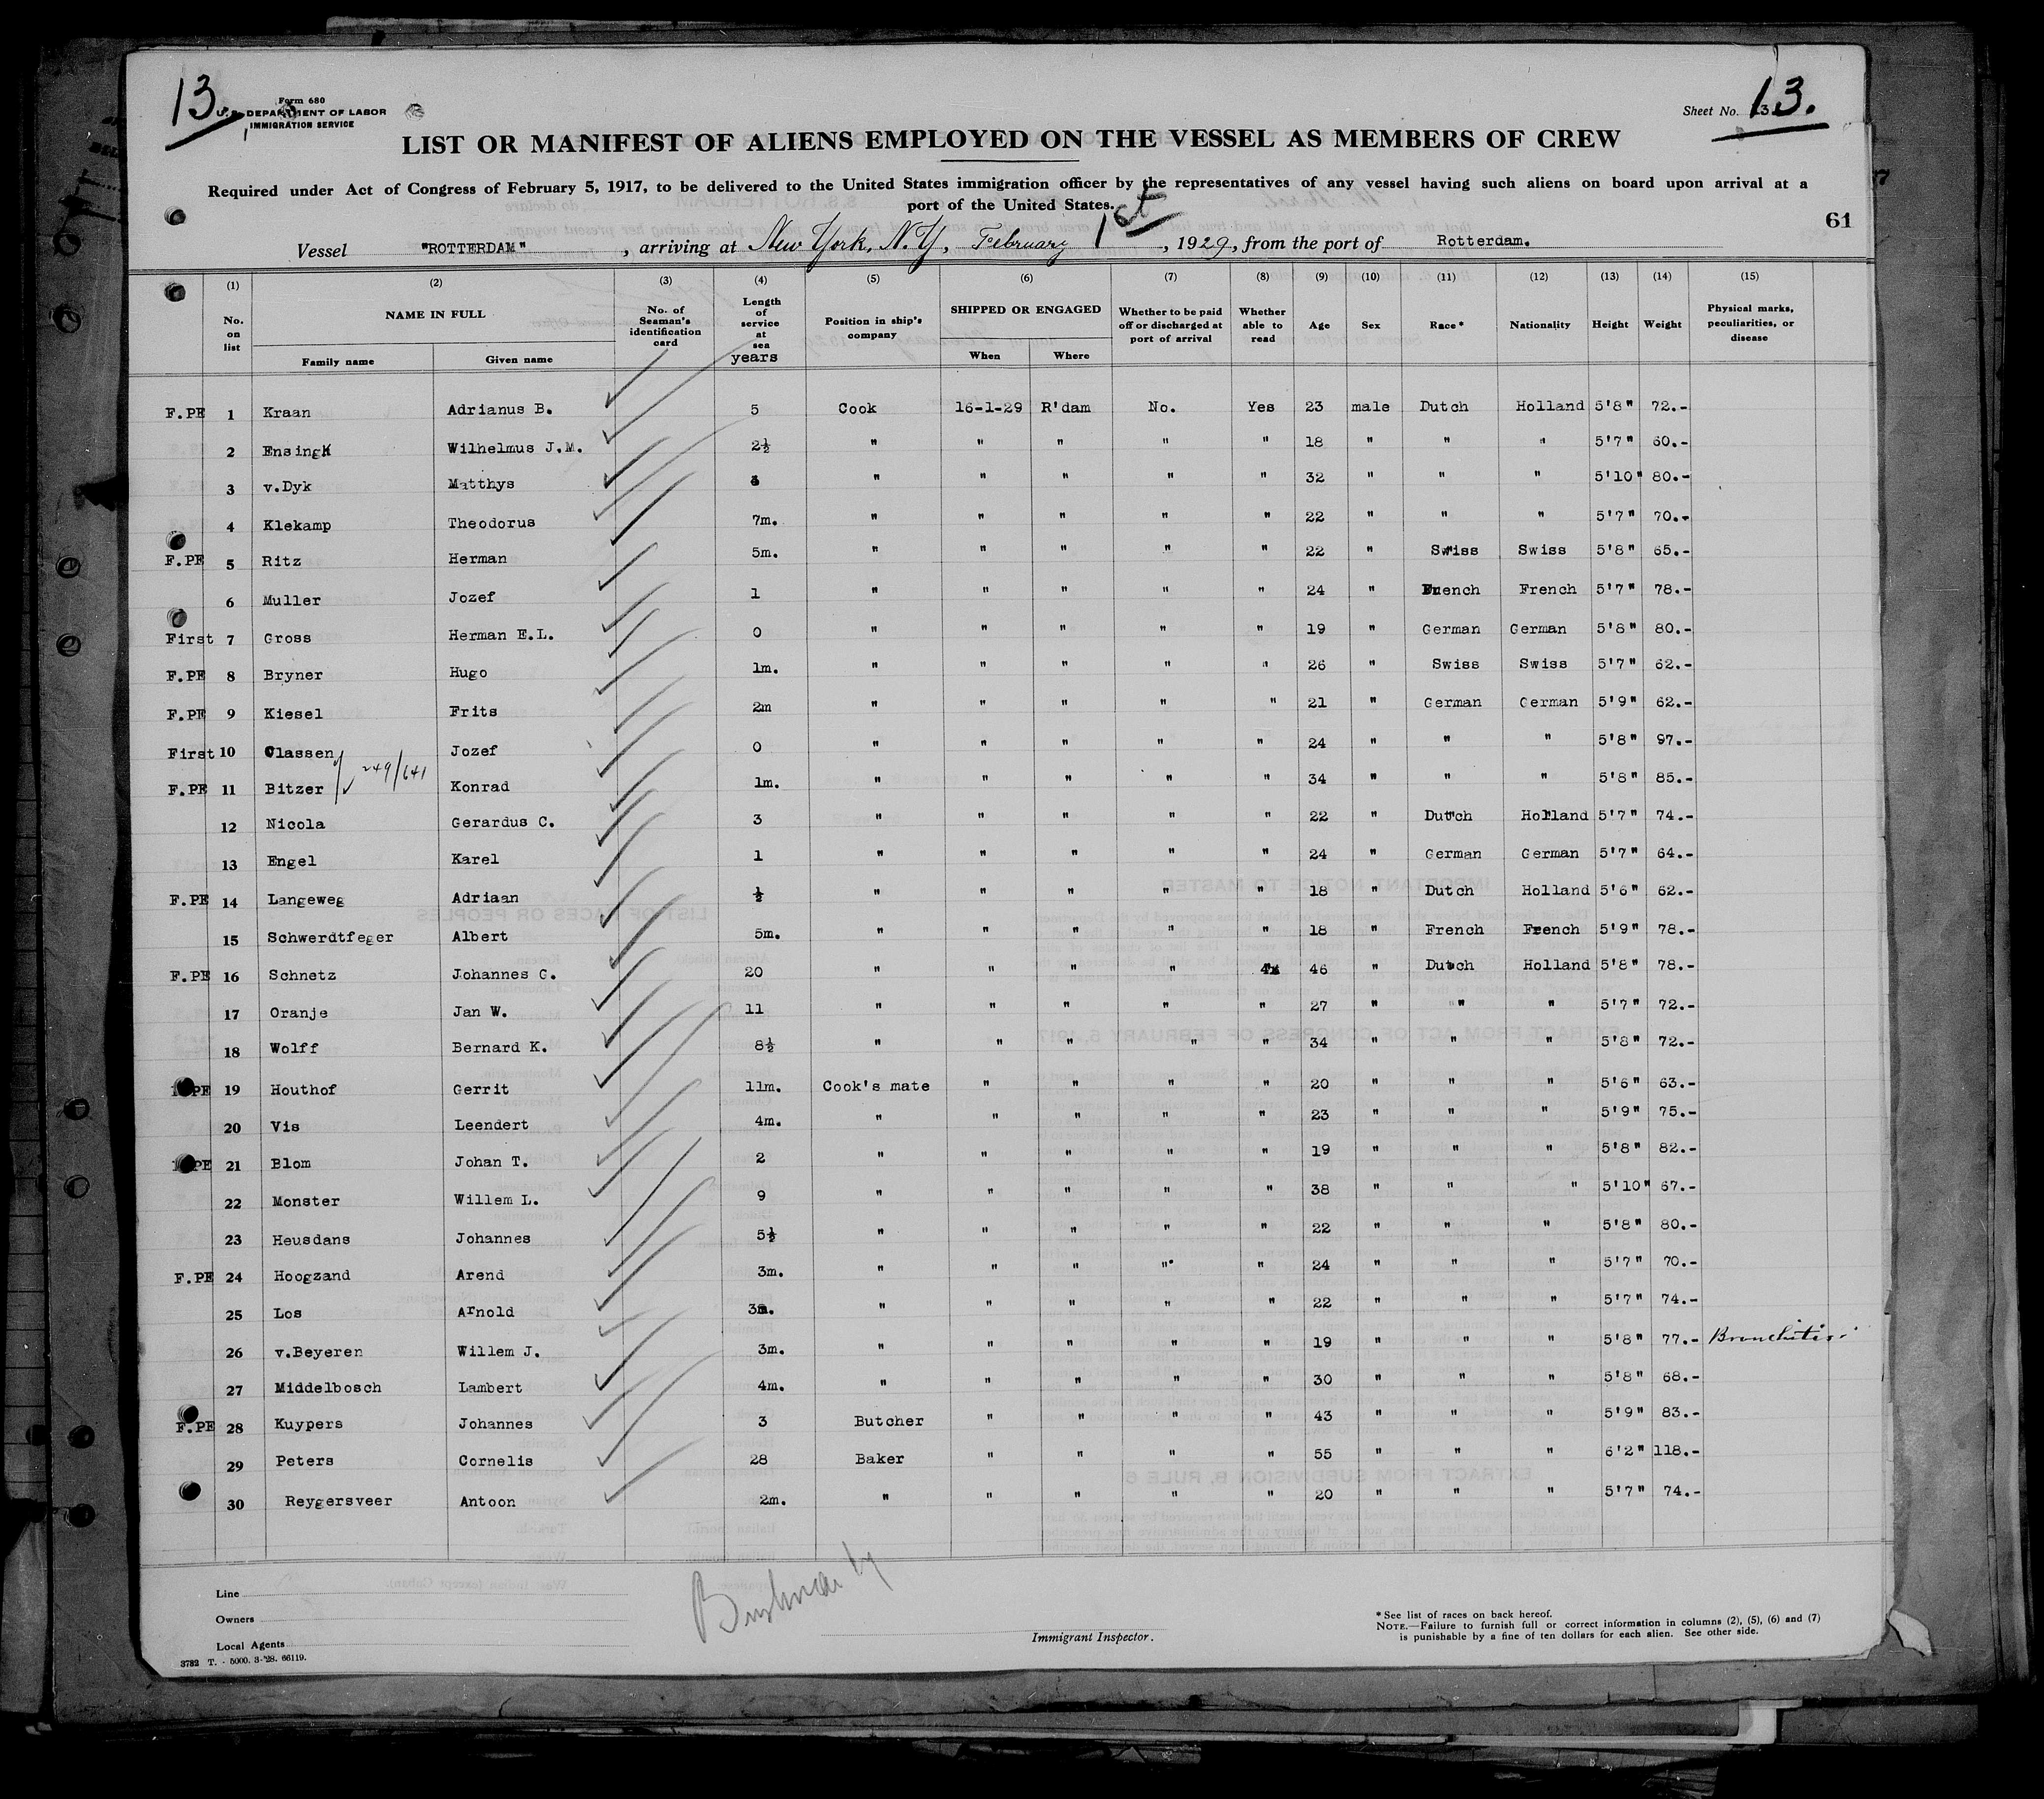 13.
Form 680
U.S. DEPARTMENT OF LABOR
IMMIGRATION SERVICE
Sheet No. 13.
LIST OR MANIFEST OF ALIENS EMPLOYED ON THE VESSEL AS MEMBERS OF CREW
Required under Act of Congress of February 5, 1917, to be delivered to the United States immigration officer by the representatives of any vessel having such aliens on board upon arrival at a
port of the United States.
61
Vessel "ROTTERDAM", arriving at New York, N.Y., February 1st, 1929, from the port of Rotterdam.
(1) (2) (3) (4) (5) (6) (7) (8) (9) (10) (11) (12) (13) (14) (15)
No. on list NAME IN FULL Family name Given name No. of Seaman's identification card Length of service at sea years Position in ship's company SHIPPED OR ENGAGED When Where Whether to be paid off or discharged at port of arrival Whether able to read Age Sex Race* Nationality Height Weight Physical marks, peculiarities, or disease
F.PE 1 Kraan Adrianus B. 5 Cook 16-1-29 R'dam No. Yes 23 male Dutch Holland 5'8" 72.-
2 Ensingk Wilhelmus J.M. 2½ " " " " " 18 " " " 5'7" 60.-
3 v.Dyk Matthys " " " " " 32 " " " 5'10" 80.-
4 Klekamp Theodorus 7m. " " " " " 22 " " " 5'7" 70.-
F.PE 5 Ritz Herman 5m. " " " " " 22 " Swiss Swiss 5'8" 65.-
6 Muller Jozef 1 " " " " " 24 " French French 5'7" 78.-
First 7 Gross Herman E.L. 0 " " " " " 19 " German German 5'8" 80.-
F.PE 8 Bryner Hugo 1m. " " " " " 26 " Swiss Swiss 5'7" 62.-
F.PE 9 Kiesel Frits 2m " " " " " 21 " German German 5'9" 62.-
First 10 Classen Jozef 0 " " " " " 24 " " " 5'8" 97.-
249/641
F.PE 11 Bitzer Konrad 1m. " " " " " 34 " " " 5'8" 85.-
12 Nicola Gerardus C. 3 " " " " " 22 " Dutch Holland 5'7" 74.-
13 Engel Karel 1 " " " " " 24 " German German 5'7" 64.-
F.PE 14 Langeweg Adriaan ½ " " " " " 18 " Dutch Holland 5'6" 62.-
15 Schwerdtfeger Albert 5m. " " " " " 18 " French French 5'9" 78.-
F.PE 16 Schnetz Johannes C. 20 " " " " 46 " Dutch Holland 5'8" 78.-
17 Oranje Jan W. 11 " " " " " 27 " " " 5'7" 72.-
18 Wolff Bernard K. 8½ " " " " " 34 " " " 5'8" 72.-
PE 19 Houthof Gerrit 11m. Cook's mate " " " " 20 " " " 5'6" 63.-
20 Vis Leendert 4m. " " " " " 23 " " " 5'9" 75.-
PE 21 Blom Johan T. 2 " " " " " 19 " " " 5'8" 82.-
22 Monster Willem L. 9 " " " " " 38 " " " 5'10" 67.-
23 Heusdans Johannes 5½ " " " " " 22 " " " 5'8" 80.-
F.PE 24 Hoogzand Arend 3m. " " " " " 24 " " " 5'7" 70.-
25 Los Arnold 3m. " " " " " 22 " " " 5'7" 74.-
26 v.Beyeren Willem J. 3m. " " " " " 19 " " " 5'8" 77.- Bronchitis.
27 Middelbosch Lambert 4m. " " " " " 30 " " " 5'8" 68.-
F.PE 28 Kuypers Johannes 3 Butcher " " " " 43 " " " 5'9" 83.-
29 Peters Cornelis 28 Baker " " " " 55 " " " 6'2" 118.-
30 Reygersveer Antoon 2m. " " " " " 20 " " " 5'7" 74.-
Line
Owners
Local Agents
3782 T. - 5000. 3-'28. 66119.
Immigrant Inspector.
*See list of races on back hereof.
NOTE.—Failure to furnish full or correct information in columns (2), (5), (6) and (7)
is punishable by a fine of ten dollars for each alien. See other side.